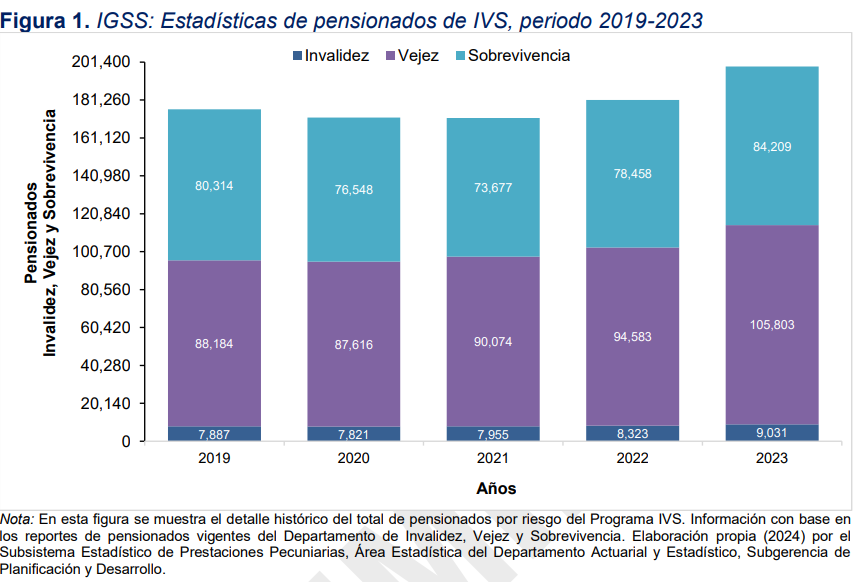 Figura 1. IGSS: Estadísticas de pensionados de IVS, periodo 2019-2023
Invalidez Vejez Sobrevivencia
Pensionados
Invalidez, Vejez y Sobrevivencia
201,400
181,260
161,120
140,980
120,840
100,700
80,560
60,420
40,280
20,140
0
80,314 76,548 73,677 78,458 84,209
88,184 87,616 90,074 94,583 105,803
7,887 7,821 7,955 8,323 9,031
2019 2020 2021 2022 2023
Años
Nota: En esta figura se muestra el detalle histórico del total de pensionados por riesgo del Programa IVS. Información con base en
los reportes de pensionados vigentes del Departamento de Invalidez, Vejez y Sobrevivencia. Elaboración propia (2024) por el
Subsistema Estadístico de Prestaciones Pecuniarias, Área Estadística del Departamento Actuarial y Estadístico, Subgerencia de
Planificación y Desarrollo.